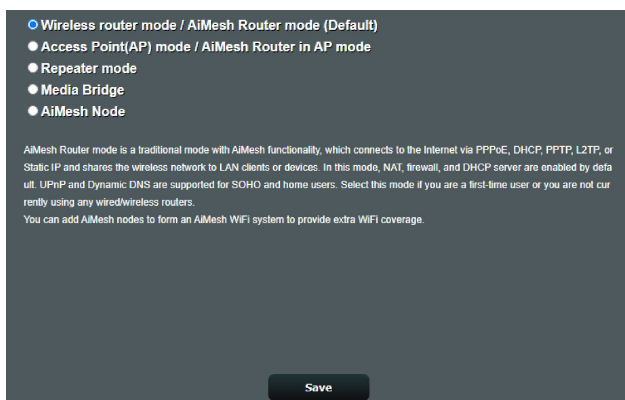 Wireless router mode / AiMesh Router mode (Default)
Access Point(AP) mode / AiMesh Router in AP mode
Repeater mode
Media Bridge
AiMesh Node
AiMesh Router mode is a traditional mode with AiMesh functionality, which connects to the Internet via PPPoE, DHCP, PPTP, L2TP, or
Static IP and shares the wireless network to LAN clients or devices. In this mode, NAT, firewall, and DHCP server are enabled by defa
ult. UPnP and Dynamic DNS are supported for SOHO and home users. Select this mode if you are a first-time user or you are not cur
rently using any wired/wireless routers.
You can add AiMesh nodes to form an AiMesh WiFi system to provide extra WiFi coverage.
Save